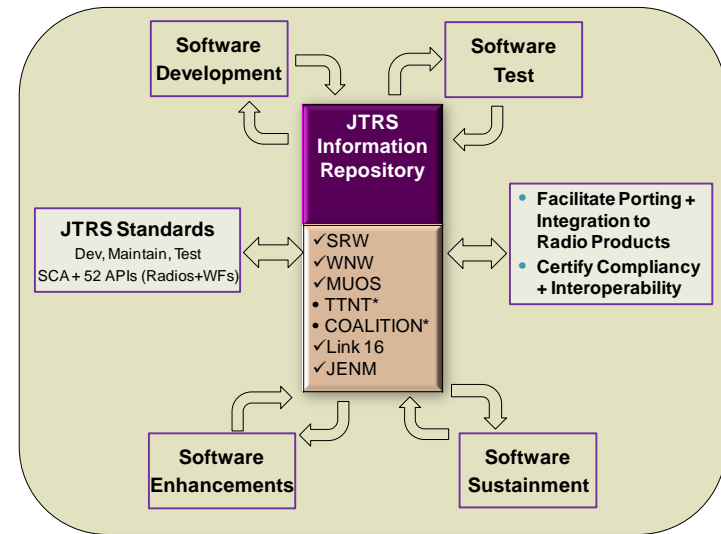 Software
Development
Software
Test
JTRS
Information
Repository
JTRS Standards
Dev, Maintain, Test
SCA + 52 APIs (Radios+WFs)
✓SRW
✓WNW
✓MUOS
• TTNT*
• COALITION*
✓Link 16
✓JENM
• Facilitate Porting +
Integration to
Radio Products
• Certify Compliancy
+ Interoperability
Software
Enhancements
Software
Sustainment